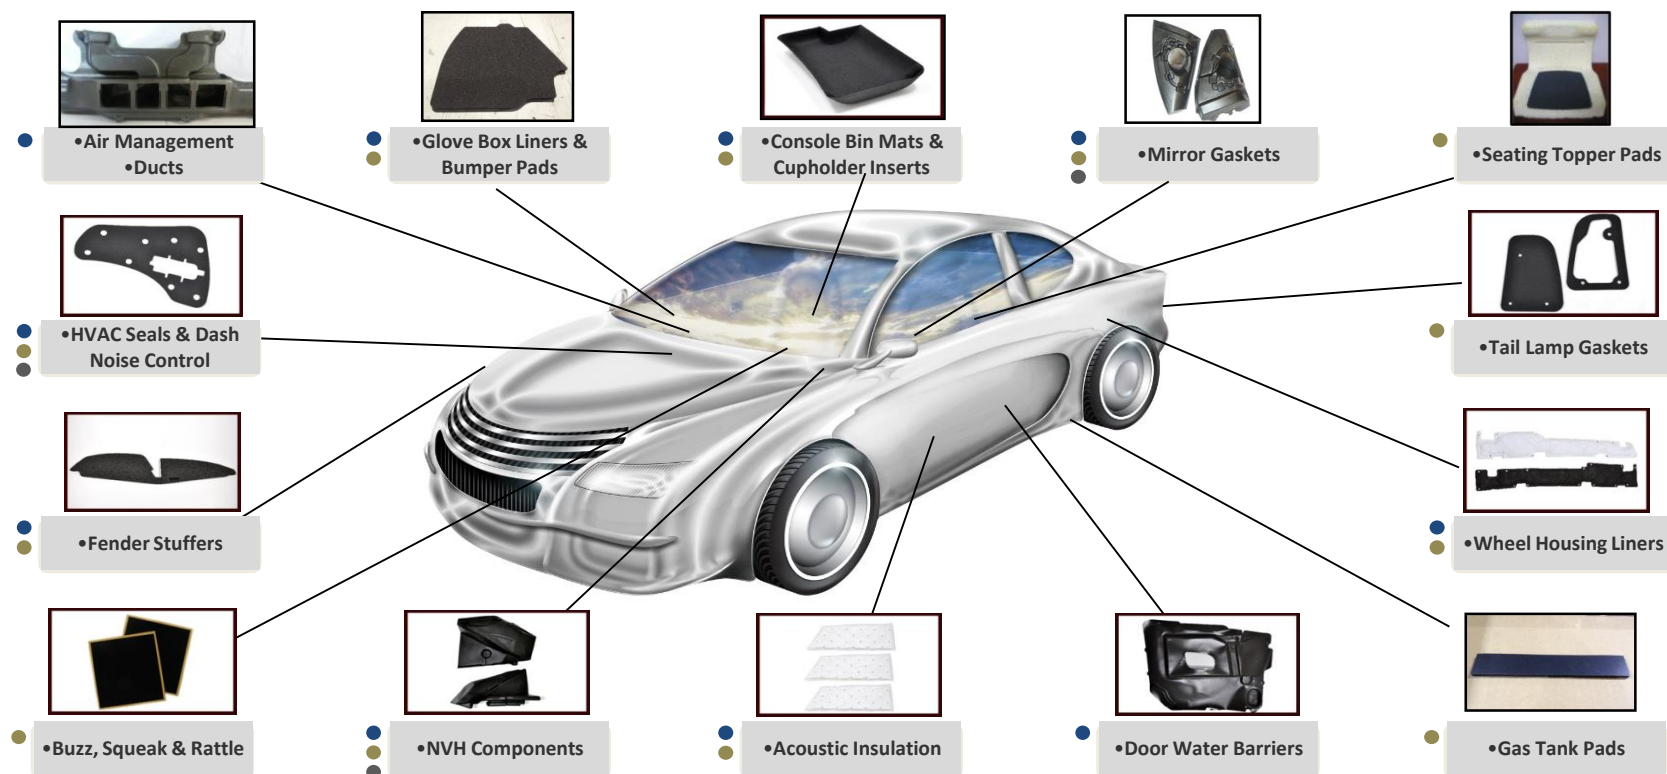 •Air Management
•Ducts
•Glove Box Liners &
Bumper Pads
•Console Bin Mats &
Cupholder Inserts
•Mirror Gaskets
•Seating Topper Pads
•HVAC Seals & Dash
Noise Control
•Tail Lamp Gaskets
•Fender Stuffers
•Wheel Housing Liners
•Buzz, Squeak & Rattle
•NVH Components
•Acoustic Insulation
•Door Water Barriers
•Gas Tank Pads